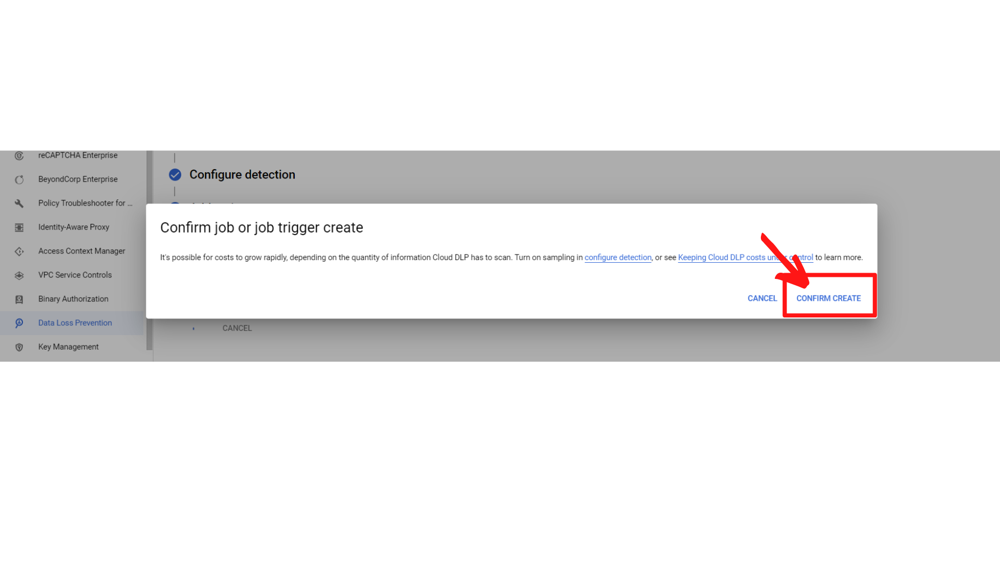 reCAPTCHA Enterprise
BeyondCorp Enterprise
Policy Troubleshooter for ...
Identity-Aware Proxy
Access Context Manager
VPC Service Controls
Binary Authorization
Data Loss Prevention
Key Management
Configure detection
Confirm job or job trigger create
It's possible for costs to grow rapidly, depending on the quantity of information Cloud DLP has to scan. Turn on sampling in configure detection, or see Keeping Cloud DLP costs under control to learn more.
CANCEL
CONFIRM CREATE
CANCEL